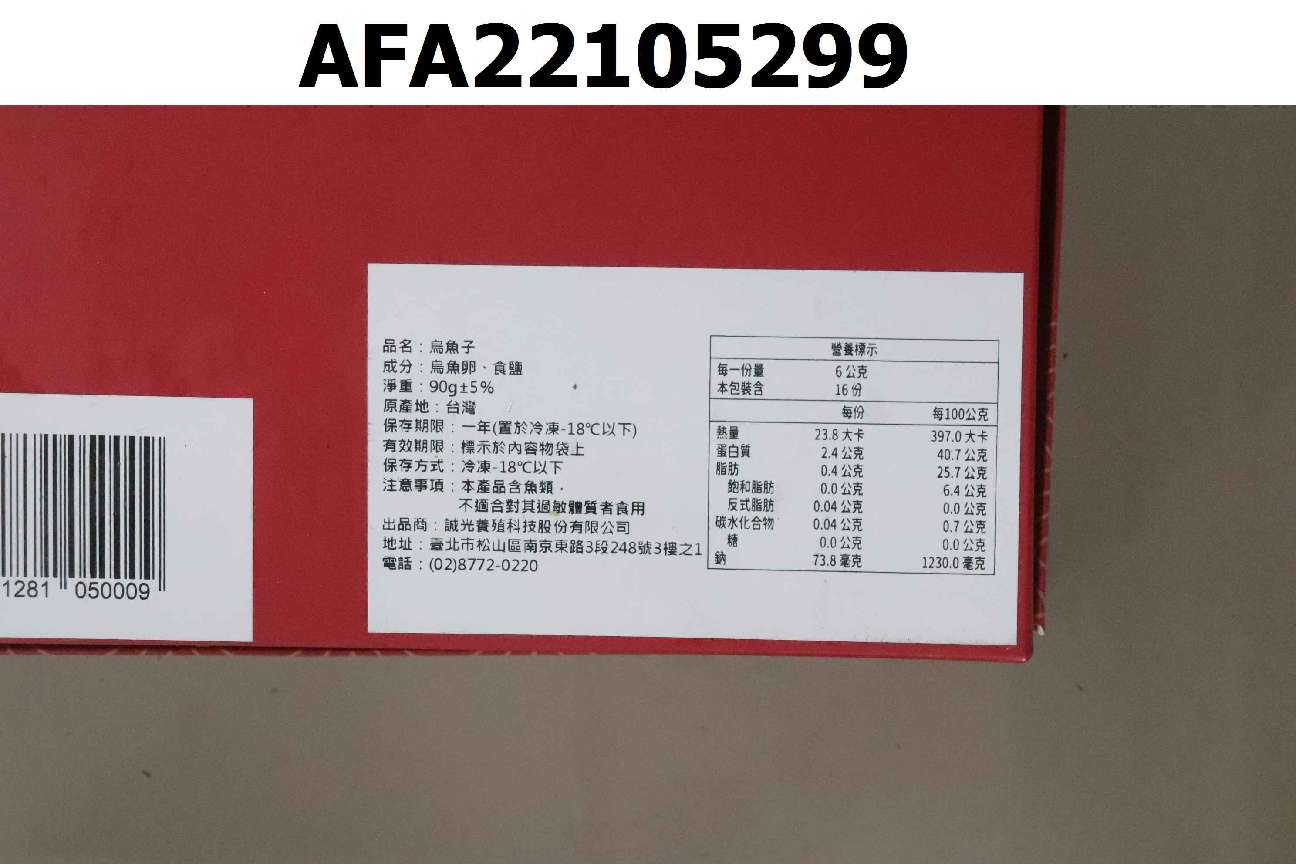 AFA22105299
品名：烏魚子
成分：烏魚卵、食鹽
淨重：90g±5%
原產地：台灣
保存期限：一年(置於冷凍-18℃以下)
有效期限：標示於內容物袋上
保存方式：冷凍-18℃以下
注意事項：本產品含魚類，
不適合對其過敏體質者食用
出品商：誠光養殖科技股份有限公司
地址：臺北市松山區南京東路3段248號3樓之1
電話：(02)8772-0220
營養標示
每一份量 6 公克
本包裝含 16 份
每份 每100公克
熱量 23.8 大卡 397.0 大卡
蛋白質 2.4 公克 40.7 公克
脂肪 0.4 公克 25.7 公克
飽和脂肪 0.0 公克 6.4 公克
反式脂肪 0.04 公克 0.0 公克
碳水化合物 0.04 公克 0.7 公克
糖 0.0 公克 0.0 公克
鈉 73.8 毫克 1230.0 毫克
1281 050009